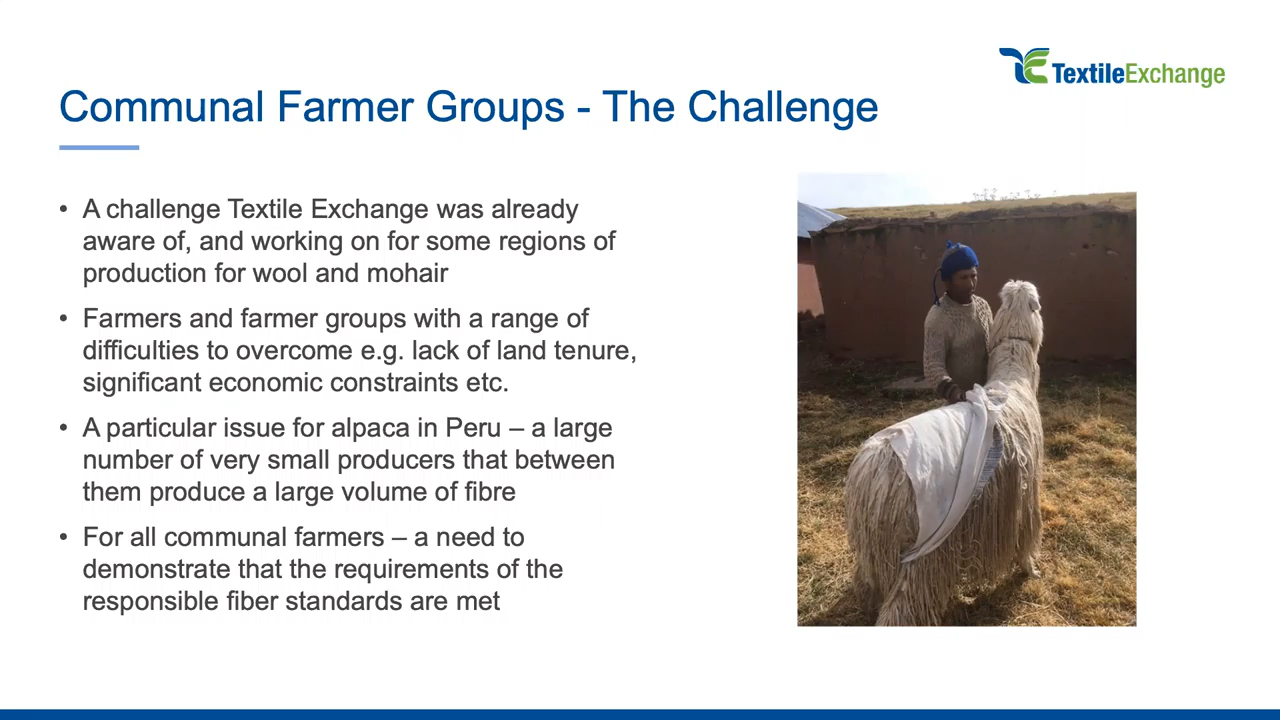 TextileExchange
Communal Farmer Groups - The Challenge
• A challenge Textile Exchange was already
aware of, and working on for some regions of
production for wool and mohair
• Farmers and farmer groups with a range of
difficulties to overcome e.g. lack of land tenure,
significant economic constraints etc.
• A particular issue for alpaca in Peru – a large
number of very small producers that between
them produce a large volume of fibre
• For all communal farmers – a need to
demonstrate that the requirements of the
responsible fiber standards are met